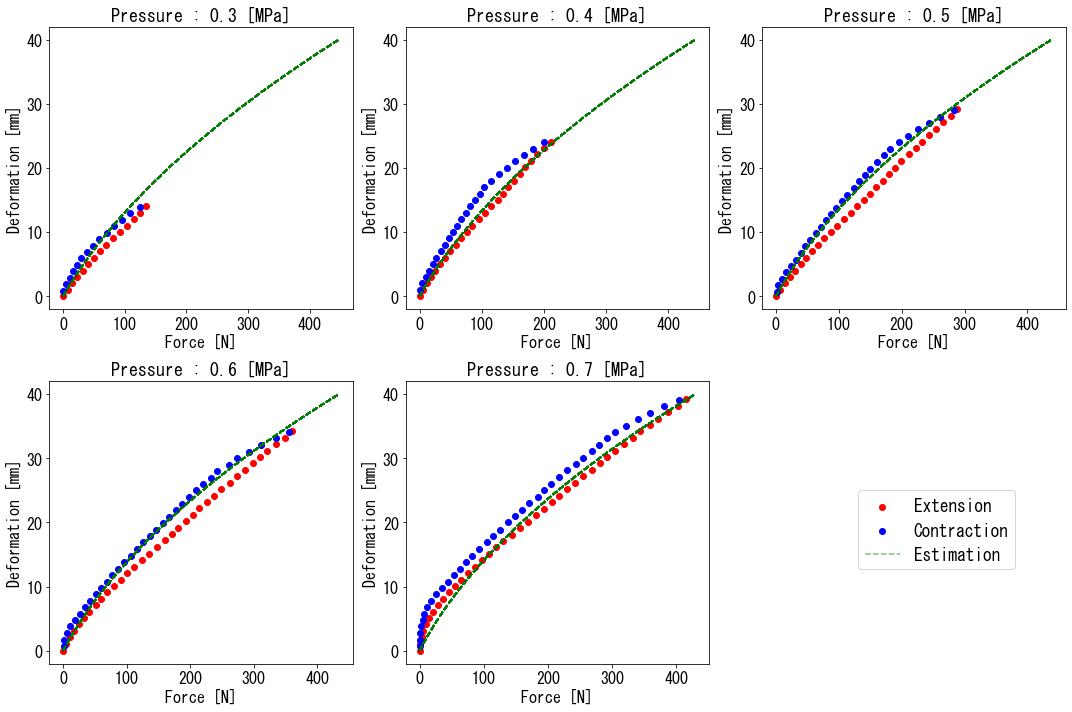 Pressure : 0.3 [MPa]
Deformation [mm]
40
30
20
10
0
0 100 200 300 400
Force [N]
Pressure : 0.4 [MPa]
Deformation [mm]
40
30
20
10
0
0 100 200 300 400
Force [N]
Pressure : 0.5 [MPa]
Deformation [mm]
40
30
20
10
0
0 100 200 300 400
Force [N]
Pressure : 0.6 [MPa]
Deformation [mm]
40
30
20
10
0
0 100 200 300 400
Force [N]
Pressure : 0.7 [MPa]
Deformation [mm]
40
30
20
10
0
0 100 200 300 400
Force [N]
Extension
Contraction
Estimation